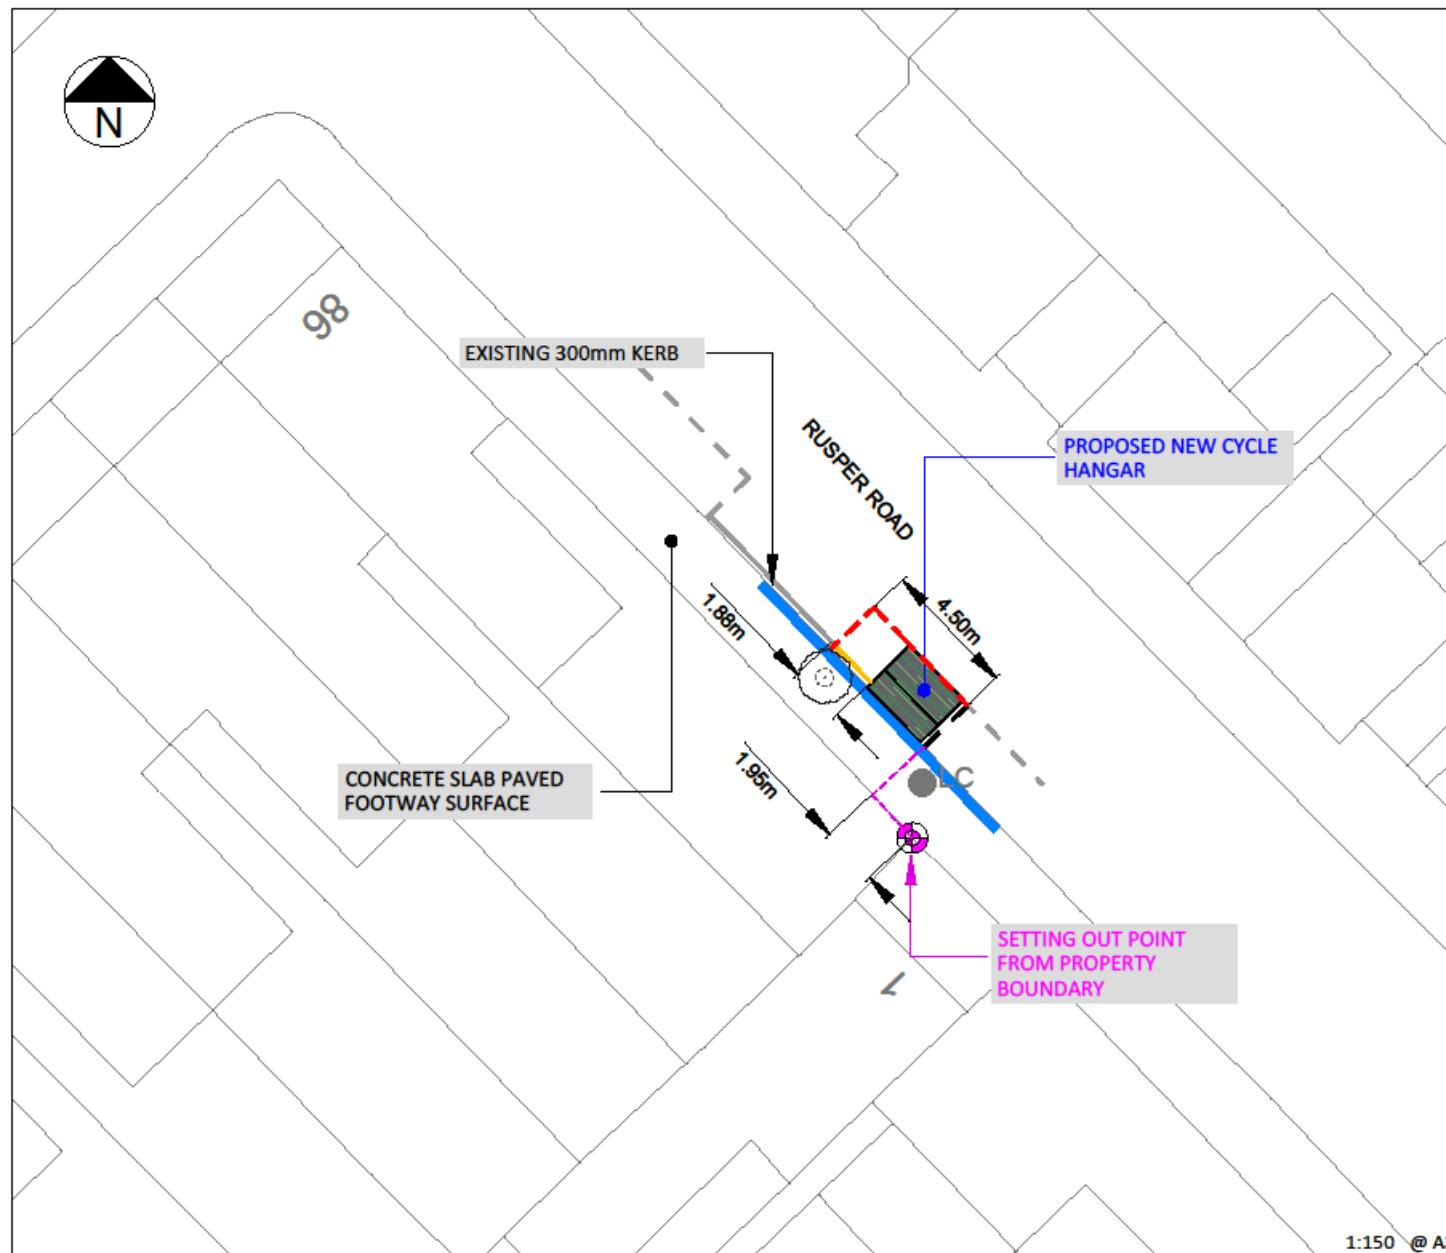 N
98
EXISTING 300mm KERB
RUSPER ROAD
PROPOSED NEW CYCLE
HANGAR
4.50m
1.88m
1.95m
LC
CONCRETE SLAB PAVED
FOOTWAY SURFACE
SETTING OUT POINT
FROM PROPERTY
BOUNDARY
1:150 @